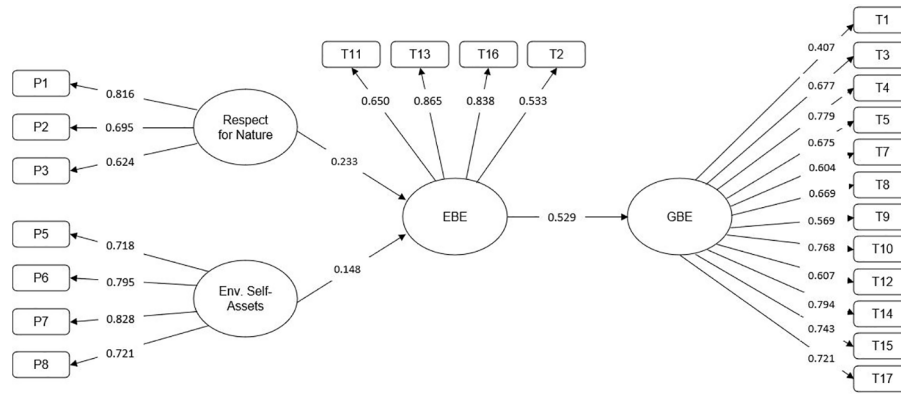 T1
T11
T13
T16
T2
0.407
T3
P1
0.816
0.677
T4
0.650
0.865
0.838
0.533
0.779
P2
0.695
Respect
for Nature
T5
0.675
P3
0.624
0.233
T7
0.604
T8
0.669
P5
0.718
EBE
0.529
GBE
T9
0.569
T10
0.768
P6
0.795
0.148
T12
0.607
Env. Self-
Assets
P7
0.828
T14
0.794
T15
0.743
P8
0.721
0.721
T17